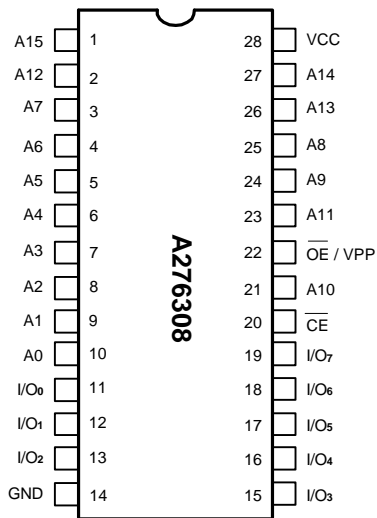 A15 1 28 VCC
A12 2 27 A14
A7 3 26 A13
A6 4 25 A8
A5 5 24 A9
A4 6 23 A11
A3 7 22 O̅E̅ / VPP
A2 8 21 A10
A1 9 20 C̅E̅
A0 10 19 I/O₇
I/O₀ 11 18 I/O₆
I/O₁ 12 17 I/O₅
I/O₂ 13 16 I/O₄
GND 14 15 I/O₃
A276308